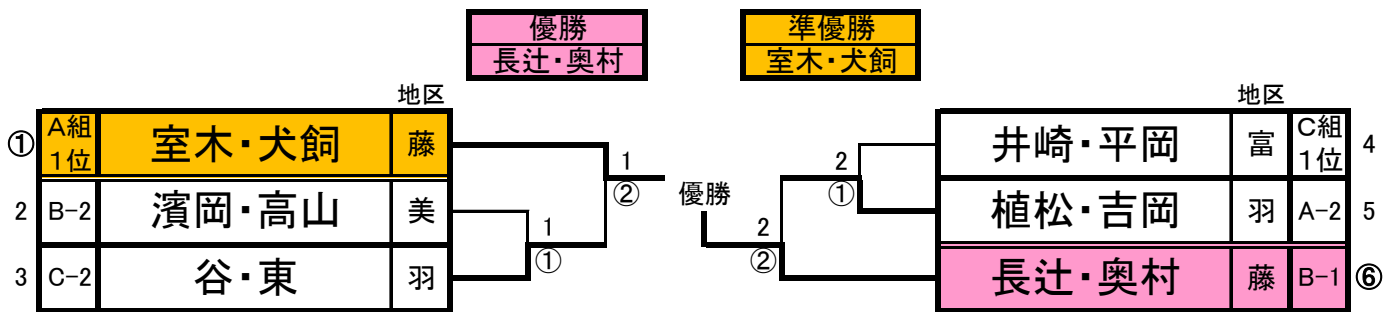 優勝
長辻・奥村
準優勝
室木・犬飼
地区
① A組 1位 室木・犬飼 藤
2 B-2 濱岡・高山 美
3 C-2 谷・東 羽
1
②
1
①
優勝
2
①
2
②
地区
井崎・平岡 富 C組 1位 4
植松・吉岡 羽 A-2 5
長辻・奥村 藤 B-1 ⑥